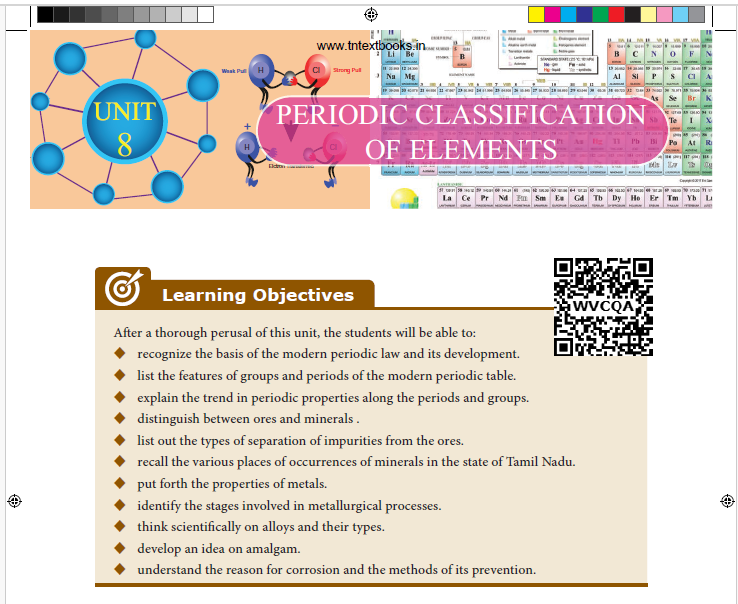 www.tntextbooks.in
Weak Pull
H
Cl
Strong Pull
UNIT
8
PERIODIC CLASSIFICATION
OF ELEMENTS
+
H
Li Be
Na Mg
B C N O F
Al Si P S Cl
As Se Br
La Ce Pr Nd Pm Sm Eu Gd Tb Dy Ho Er Tm Yb
Learning Objectives
WVCQA
After a thorough perusal of this unit, the students will be able to:
recognize the basis of the modern periodic law and its development.
list the features of groups and periods of the modern periodic table.
explain the trend in periodic properties along the periods and groups.
distinguish between ores and minerals .
list out the types of separation of impurities from the ores.
recall the various places of occurrences of minerals in the state of Tamil Nadu.
put forth the properties of metals.
identify the stages involved in metallurgical processes.
think scientifically on alloys and their types.
develop an idea on amalgam.
understand the reason for corrosion and the methods of its prevention.